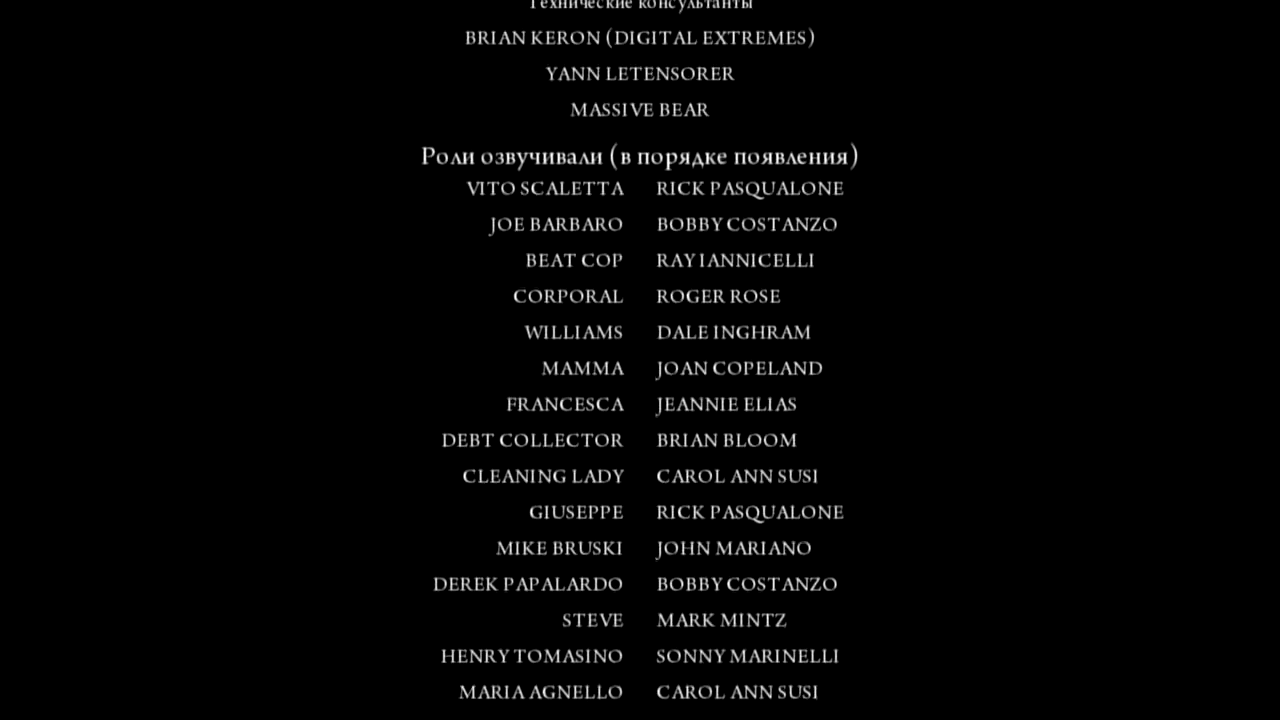 Технические консультанты
BRIAN KERON (DIGITAL EXTREMES)
YANN LETENSORER
MASSIVE BEAR
Роли озвучивали (в порядке появления)
VITO SCALETTA RICK PASQUALONE
JOE BARBARO BOBBY COSTANZO
BEAT COP RAY IANNICELLI
CORPORAL ROGER ROSE
WILLIAMS DALE INGHRAM
MAMMA JOAN COPELAND
FRANCESCA JEANNIE ELIAS
DEBT COLLECTOR BRIAN BLOOM
CLEANING LADY CAROL ANN SUSI
GIUSEPPE RICK PASQUALONE
MIKE BRUSKI JOHN MARIANO
DEREK PAPALARDO BOBBY COSTANZO
STEVE MARK MINTZ
HENRY TOMASINO SONNY MARINELLI
MARIA AGNELLO CAROL ANN SUSI